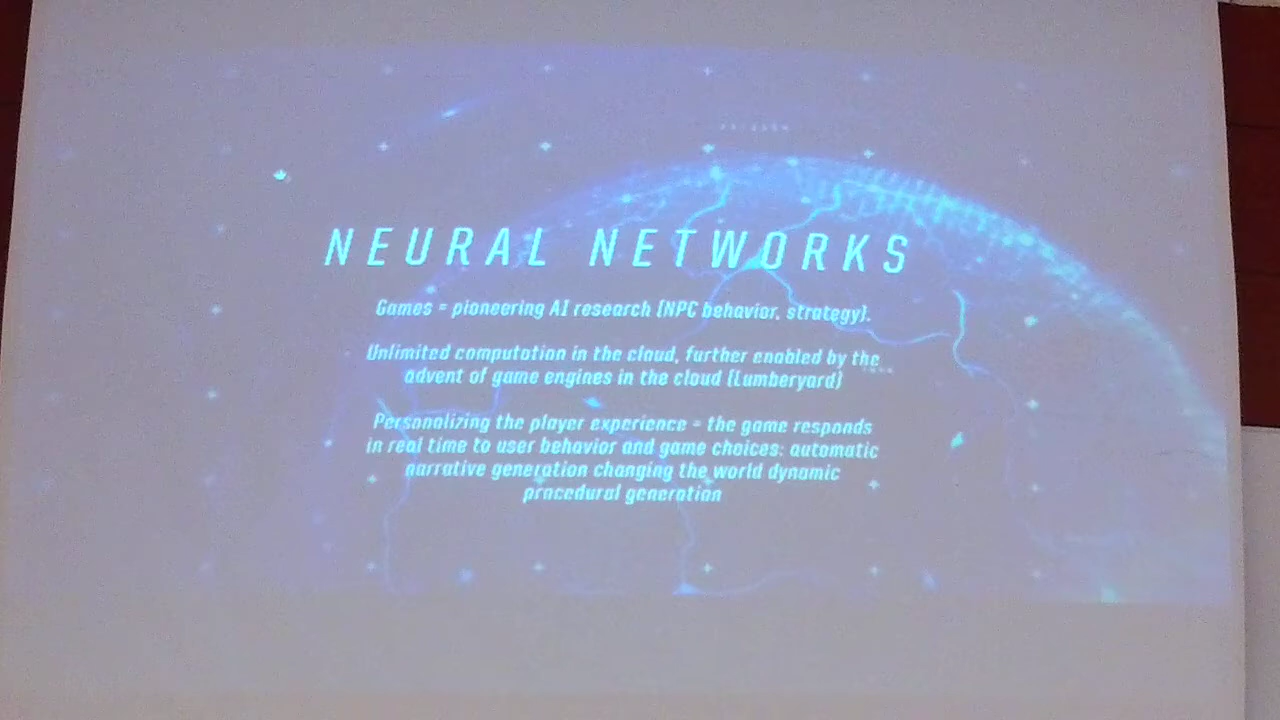 NEURAL NETWORKS
Games = pioneering AI research (NPC behavior, strategy).
Unlimited computation in the cloud, further enabled by the
advent of game engines in the cloud (Lumberyard)
Personalizing the player experience = the game responds
in real time to user behavior and game choices: automatic
narrative generation changing the world dynamic
procedural generation